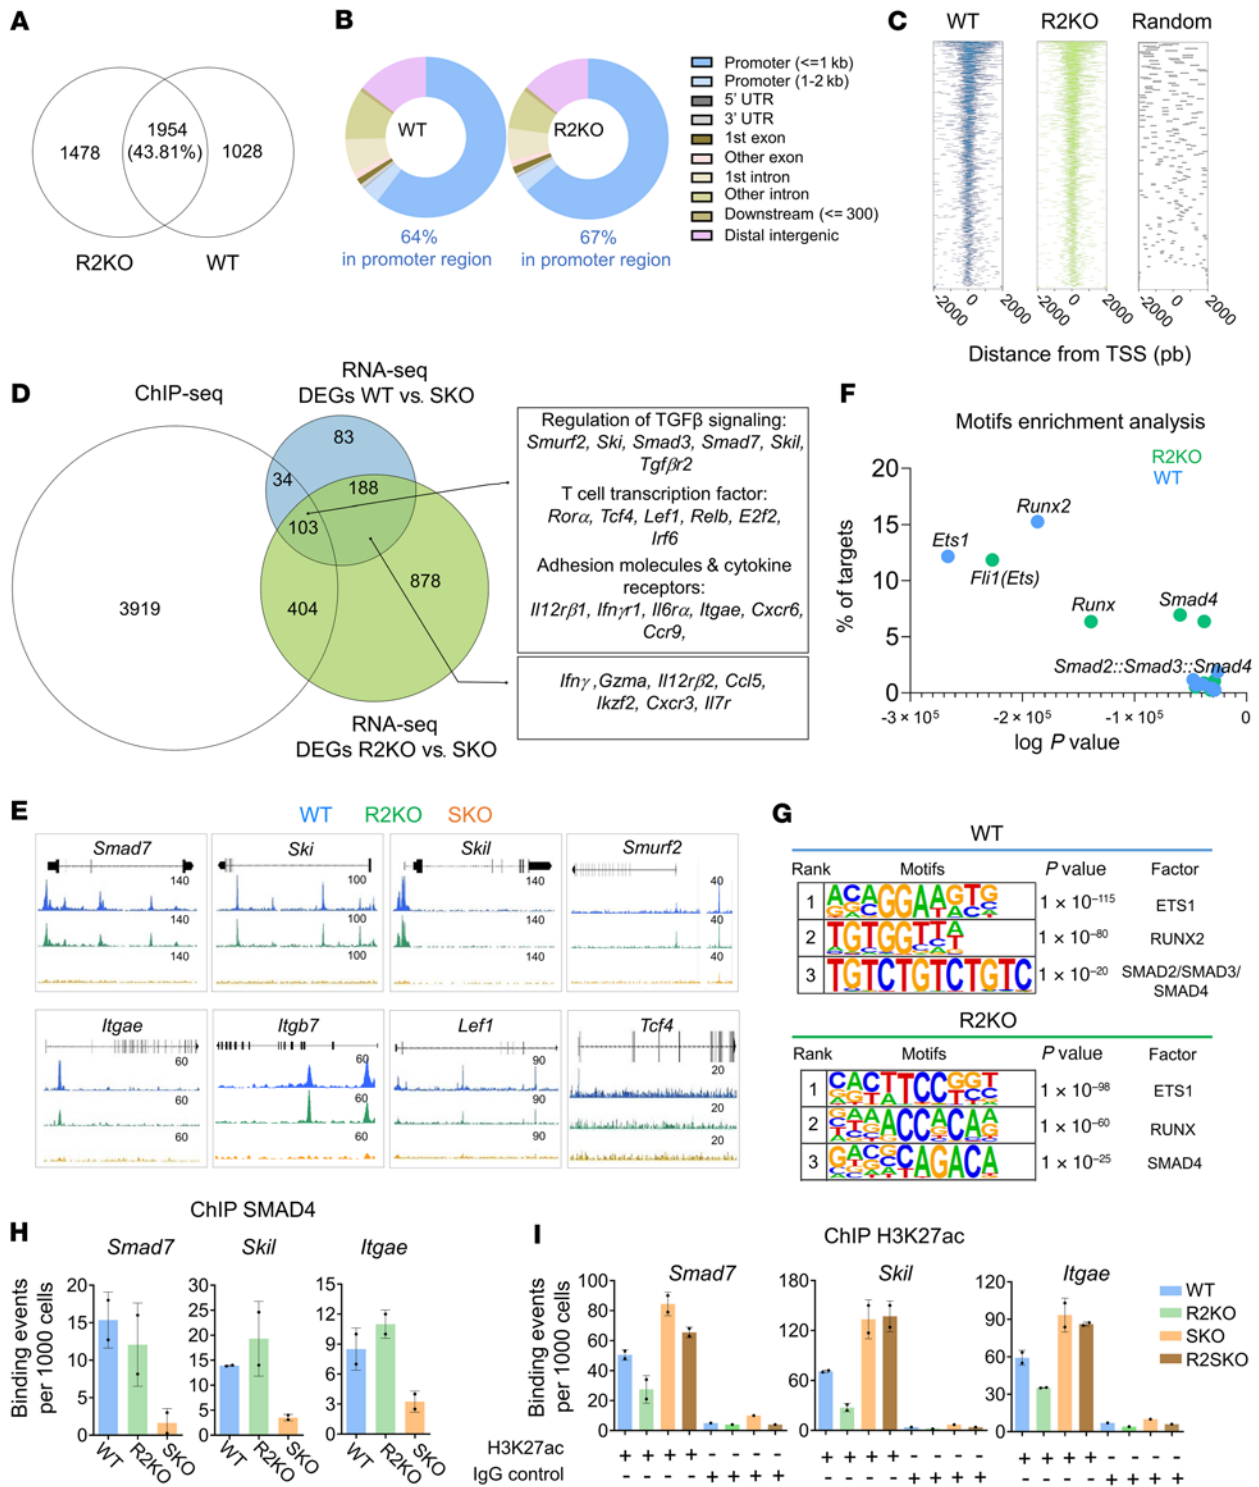 A
1478
1954
(43.81%)
1028
R2KO
WT
B
WT
R2KO
64%
in promoter region
67%
in promoter region
Promoter (<=1 kb)
Promoter (1-2 kb)
5' UTR
3' UTR
1st exon
Other exon
1st intron
Other intron
Downstream (<= 300)
Distal intergenic
C
WT
R2KO
Random
-2000 0 2000
-2000 0 2000
-2000 0 2000
Distance from TSS (pb)
D
ChIP-seq
RNA-seq
DEGs WT vs. SKO
83
34
188
103
3919
404
878
RNA-seq
DEGs R2KO vs. SKO
Regulation of TGFβ signaling:
Smurf2, Ski, Smad3, Smad7, Skil,
Tgfβr2
T cell transcription factor:
Rorα, Tcf4, Lef1, Relb, E2f2,
Irf6
Adhesion molecules & cytokine
receptors:
Il12rβ1, Ifnγr1, Il6rα, Itgae, Cxcr6,
Ccr9,
Ifnγ ,Gzma, Il12rβ2, Ccl5,
Ikzf2, Cxcr3, Il7r
F
Motifs enrichment analysis
R2KO
WT
% of targets
20
15
10
5
0
Runx2
Ets1
Fli1(Ets)
Runx
Smad4
Smad2::Smad3::Smad4
-3 × 10⁵ -2 × 10⁵ -1 × 10⁵ 0
log P value
E
WT R2KO SKO
Smad7
140
140
140
Ski
100
100
100
Skil
140
140
140
Smurf2
40
40
40
Itgae
60
60
60
Itgb7
60
60
60
Lef1
90
90
90
Tcf4
20
20
20
G
WT
Rank Motifs P value Factor
1 1 × 10⁻¹¹⁵ ETS1
2 TGTGG 1 × 10⁻⁸⁰ RUNX2
3 TGTCTGTCTGTC 1 × 10⁻²⁰ SMAD2/SMAD3/
SMAD4
R2KO
Rank Motifs P value Factor
1 1 × 10⁻⁹⁸ ETS1
2 1 × 10⁻⁶⁰ RUNX
3 1 × 10⁻²⁵ SMAD4
H
ChIP SMAD4
Binding events
per 1000 cells
Smad7
20
15
10
5
0
WT R2KO SKO
Skil
30
25
20
15
10
5
0
WT R2KO SKO
Itgae
15
12
9
6
3
0
WT R2KO SKO
I
ChIP H3K27ac
Binding events
per 1000 cells
Smad7
100
80
60
40
20
0
Skil
180
120
60
0
Itgae
120
90
60
30
0
WT
R2KO
SKO
R2SKO
H3K27ac + + + + - - - - + + + + - - - - + + + + - - - -
IgG control - - - - + + + + - - - - + + + + - - - - + + + +